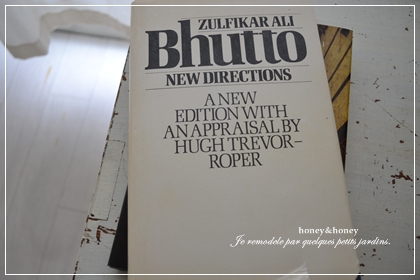 ZULFIKAR ALI
Bhutto
NEW DIRECTIONS
A NEW
EDITION WITH
AN APPRAISAL BY
HUGH TREVOR–
ROPER
honey&honey
Je remodele par quelques petits jardins.